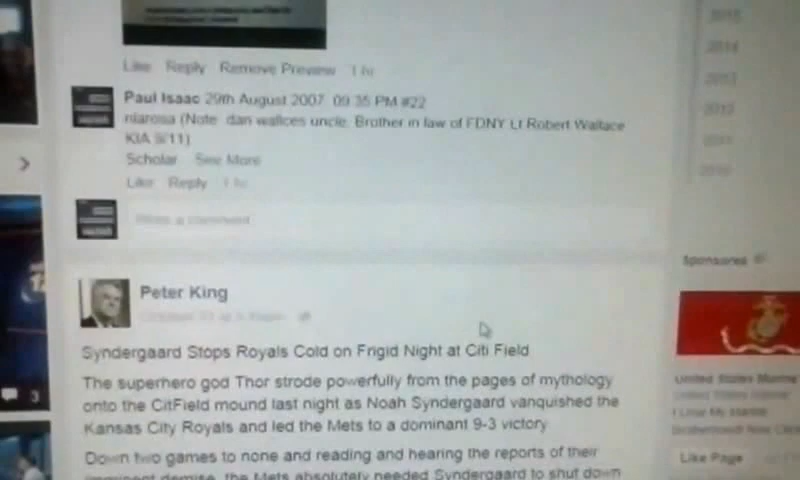 Like Reply Remove Preview 1 hr
Paul Isaac 29th August 2007 09:35 PM #22
nlarosa (Note dan wallces uncle. Brother in law of FDNY Lt Robert Wallace
KIA 9/11)
Scholar See More
Like Reply 1 hr
Write a comment
Peter King
Syndergaard Stops Royals Cold on Frigid Night at Citi Field
The superhero god Thor strode powerfully from the pages of mythology
onto the CitField mound last night as Noah Syndergaard vanquished the
Kansas City Royals and led the Mets to a dominant 9-3 victory
Down two games to none and reading and hearing the reports of their
imminent demise, the Mets absolutely needed Syndergaard to shut down
2015
2014
2013
2012
2011
2010
Sponsored
United States Marine
Like Page
3